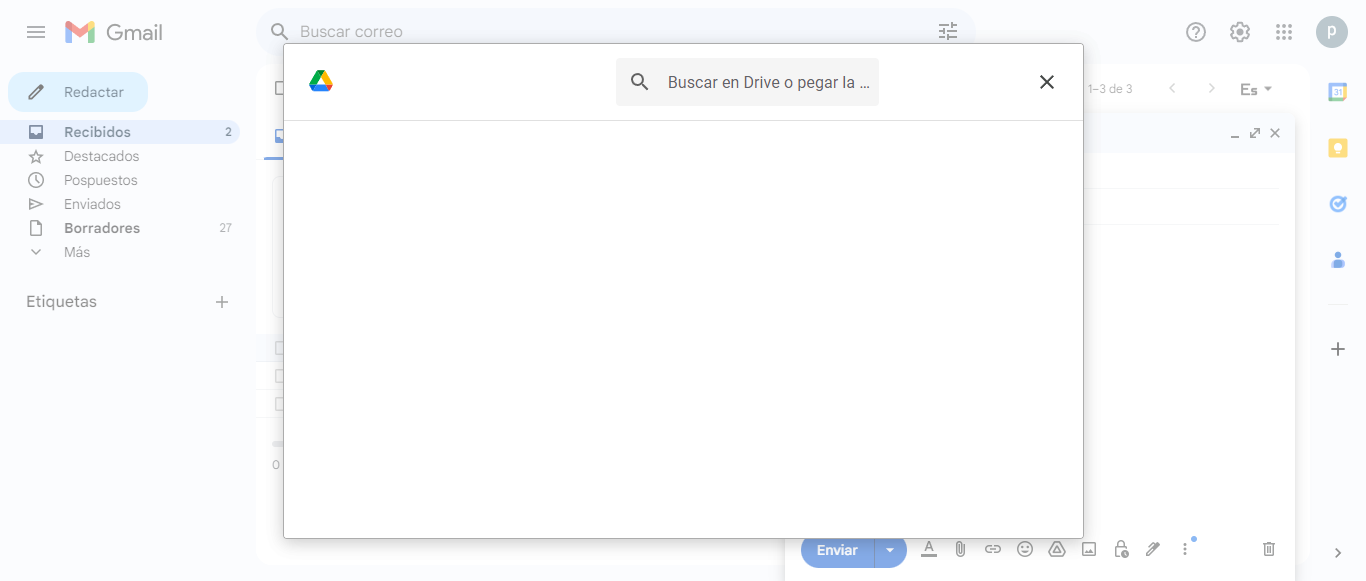 Gmail
Buscar correo
p
Redactar
Buscar en Drive o pegar la ...
1–3 de 3
Es
31
Recibidos 2
Destacados
Pospuestos
Enviados
Borradores 27
Más
Etiquetas
0
Enviar